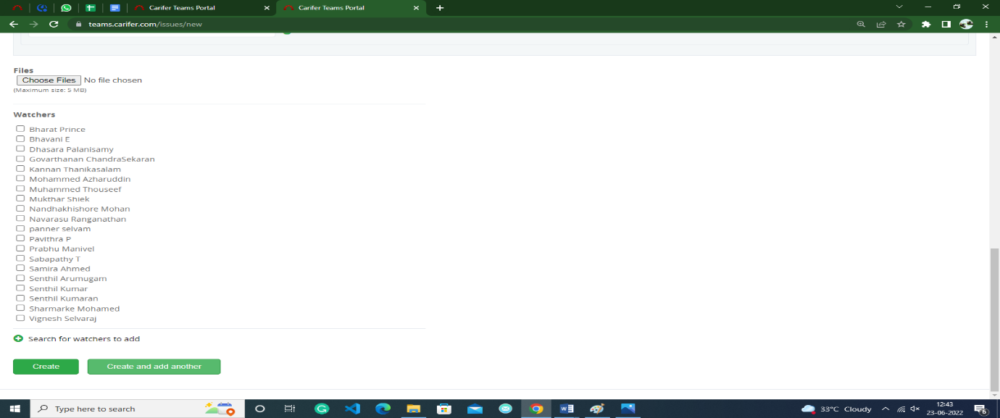 Carifer Teams Portal
Carifer Teams Portal
teams.carifer.com/issues/new
Files
Choose Files No file chosen
(Maximum size: 5 MB)
Watchers
Bharat Prince
Bhavani E
Dhasara Palanisamy
Govarthanan ChandraSekaran
Kannan Thanikasalam
Mohammed Azharuddin
Muhammed Thouseef
Mukthar Shiek
Nandhakhishore Mohan
Navarasu Ranganathan
panner selvam
Pavithra P
Prabhu Manivel
Sabapathy T
Samira Ahmed
Senthil Arumugam
Senthil Kumar
Senthil Kumaran
Sharmarke Mohamed
Vignesh Selvaraj
Search for watchers to add
Create Create and add another
Type here to search
33°C Cloudy
12:43
23-06-2022
6